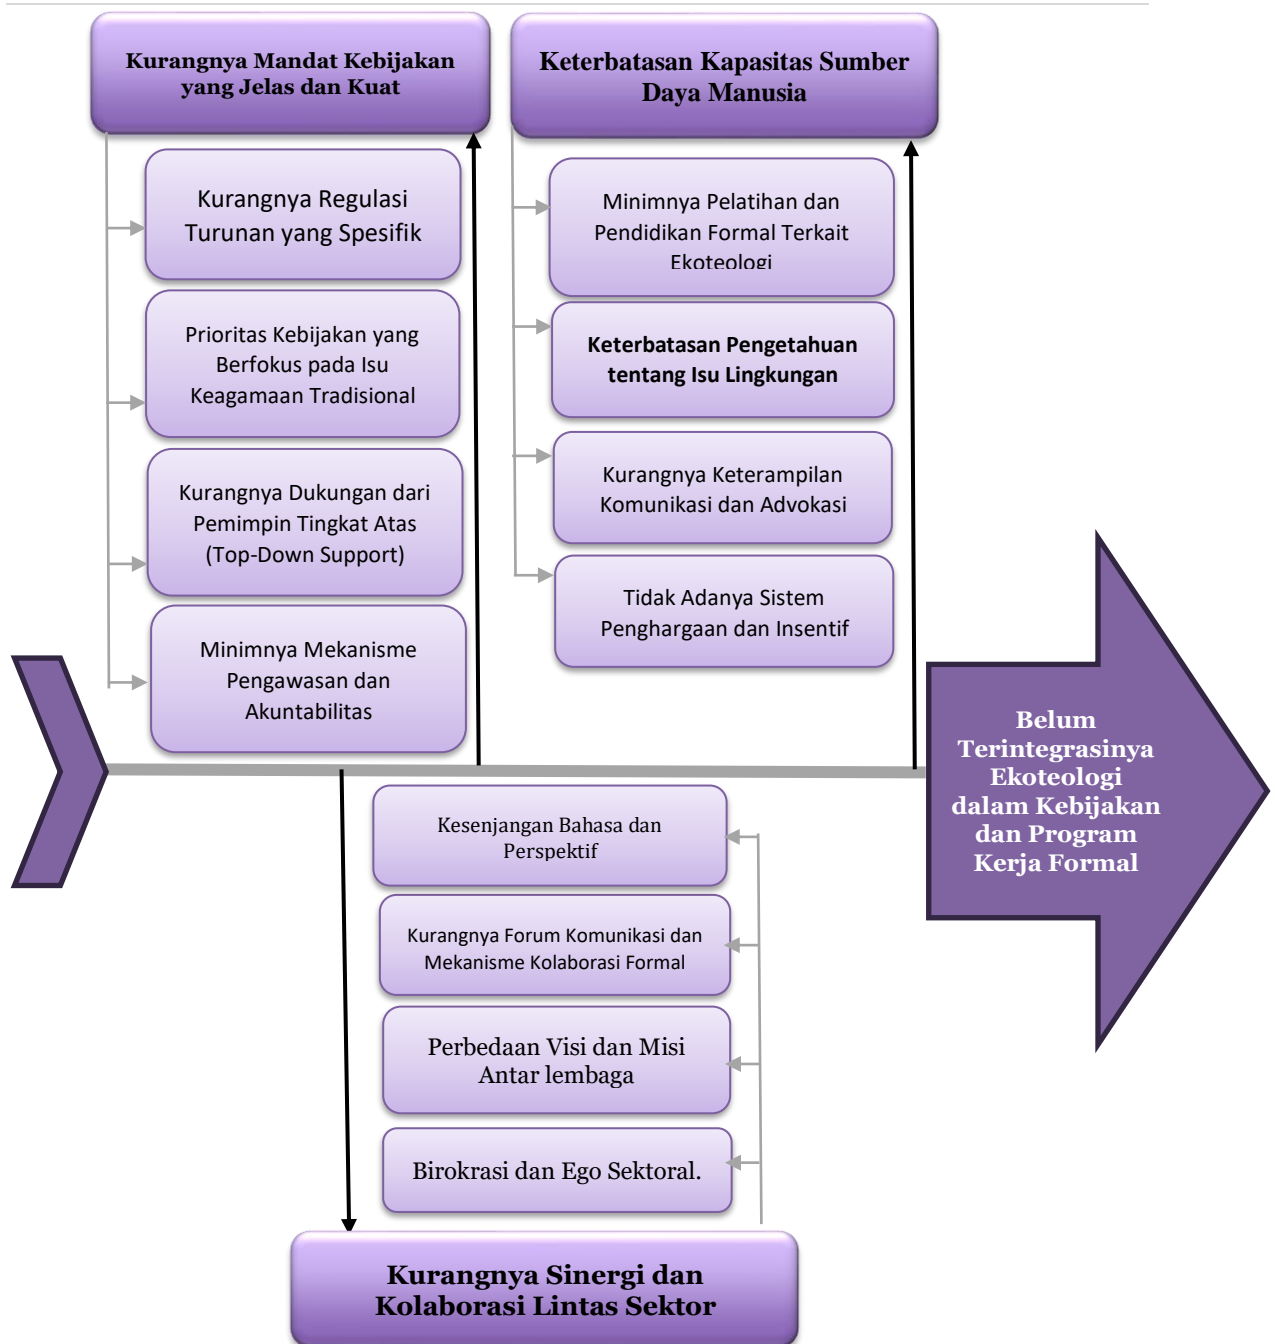 Kurangnya Mandat Kebijakan
yang Jelas dan Kuat
Kurangnya Regulasi
Turunan yang Spesifik
Prioritas Kebijakan yang
Berfokus pada Isu
Keagamaan Tradisional
Kurangnya Dukungan dari
Pemimpin Tingkat Atas
(Top-Down Support)
Minimnya Mekanisme
Pengawasan dan
Akuntabilitas
Keterbatasan Kapasitas Sumber
Daya Manusia
Minimnya Pelatihan dan
Pendidikan Formal Terkait
Ekoteologi
Keterbatasan Pengetahuan
tentang Isu Lingkungan
Kurangnya Keterampilan
Komunikasi dan Advokasi
Tidak Adanya Sistem
Penghargaan dan Insentif
Belum
Terintegrasinya
Ekoteologi
dalam Kebijakan
dan Program
Kerja Formal
Kesenjangan Bahasa dan
Perspektif
Kurangnya Forum Komunikasi dan
Mekanisme Kolaborasi Formal
Perbedaan Visi dan Misi
Antar lembaga
Birokrasi dan Ego Sektoral.
Kurangnya Sinergi dan
Kolaborasi Lintas Sektor